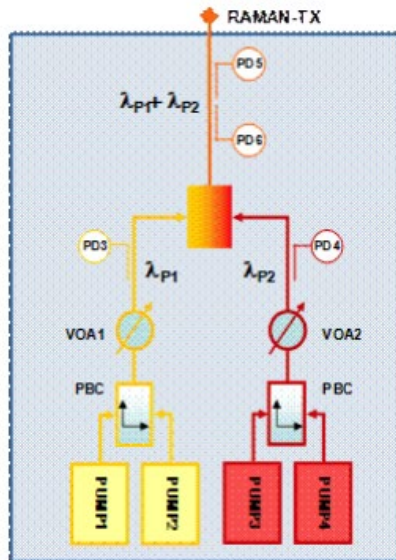 RAMAN-TX
PD5
λP1+ λP2
PD6
PD3
PD4
λP1
λP2
VOA1
VOA2
PBC
PBC
PUMP1
PUMP2
PUMP3
PUMP4